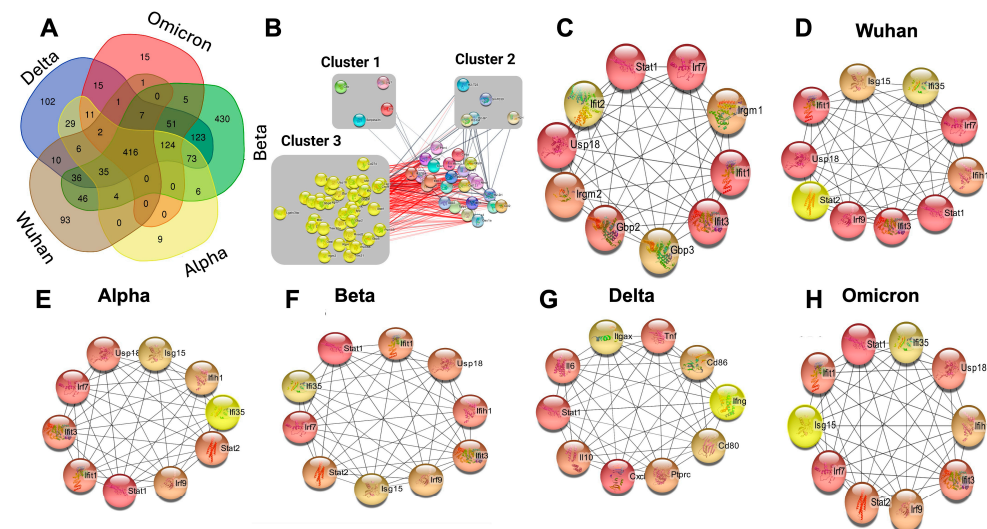 A
Omicron
Delta
Beta
Wuhan
Alpha
15
102
15
1
0
5
430
29
11
1
7
51
123
6
2
124
73
10
416
36
35
0
46
4
0
6
93
0
0
0
9
B
Cluster 1
Cluster 2
Cluster 3
C
Stat1
Irf7
Ifit2
Irgm1
Usp18
Ifit1
Irgm2
Gbp2
Ifit3
Gbp3
D
Wuhan
Isg15
Ifi35
Ifit1
Irf7
Usp18
Ifih1
Stat2
Irf9
Ifit3
Stat1
E
Alpha
Usp18
Isg15
Irf7
Ifih1
Ifit3
Ifi35
Ifit1
Stat2
Stat1
Irf9
F
Beta
Stat1
Ifit1
Usp18
Ifi35
Ifih1
Irf7
Ifit3
Stat2
Isg15
Irf9
G
Delta
Itgax
Tnf
Il6
Cd86
Stat1
Ifng
Il10
Cd80
Cxcl
Ptprc
H
Omicron
Stat1
Ifi35
Ifit1
Usp18
Isg15
Ifih
Irf7
Ifit3
Stat2
Irf9